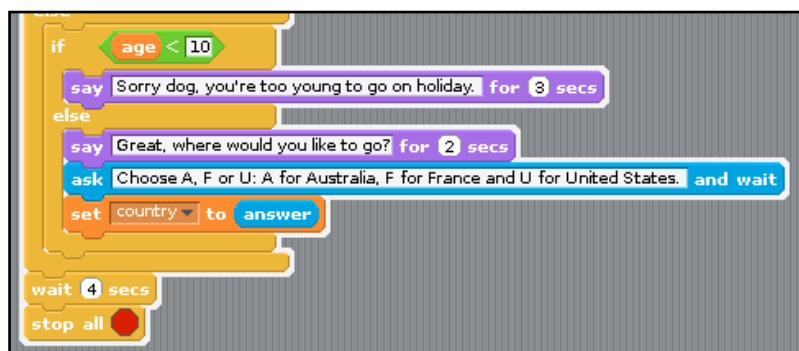 else
if age < 10
say Sorry dog, you're too young to go on holiday. for 3 secs
else
say Great, where would you like to go? for 2 secs
ask Choose A, F or U: A for Australia, F for France and U for United States. and wait
set country to answer
wait 4 secs
stop all